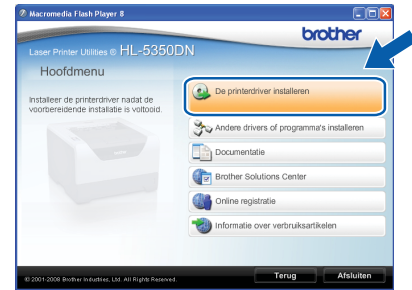 Macromedia Flash Player 8
brother
Laser Printer Utilities ® HL-5350DN
Hoofdmenu
Installeer de printerdriver nadat de
voorbereidende installatie is voltooid.
De printerdriver installeren
Andere drivers of programma's installeren
Documentatie
Brother Solutions Center
Online registratie
Informatie over verbruiksartikelen
© 2001-2008 Brother Industries, Ltd. All Rights Reserved.
Terug
Afsluiten